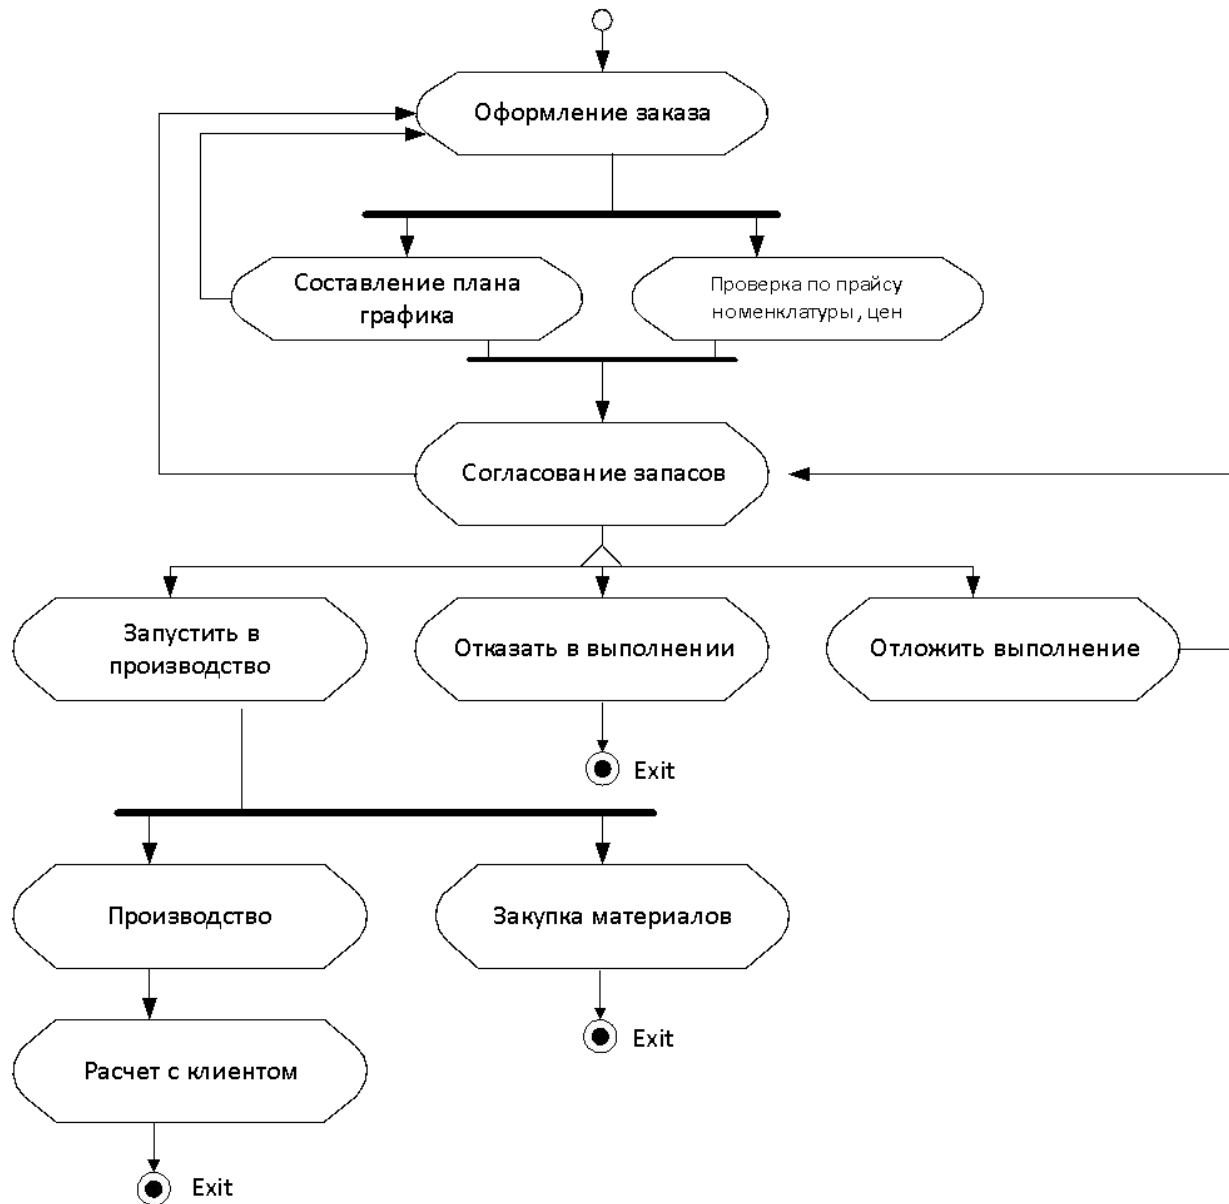 Оформление заказа
Составление плана
графика
Проверка по прайсу
номенклатуры, цен
Согласование запасов
Запустить в
производство
Отказать в выполнении
Отложить выполнение
Exit
Производство
Закупка материалов
Exit
Расчет с клиентом
Exit